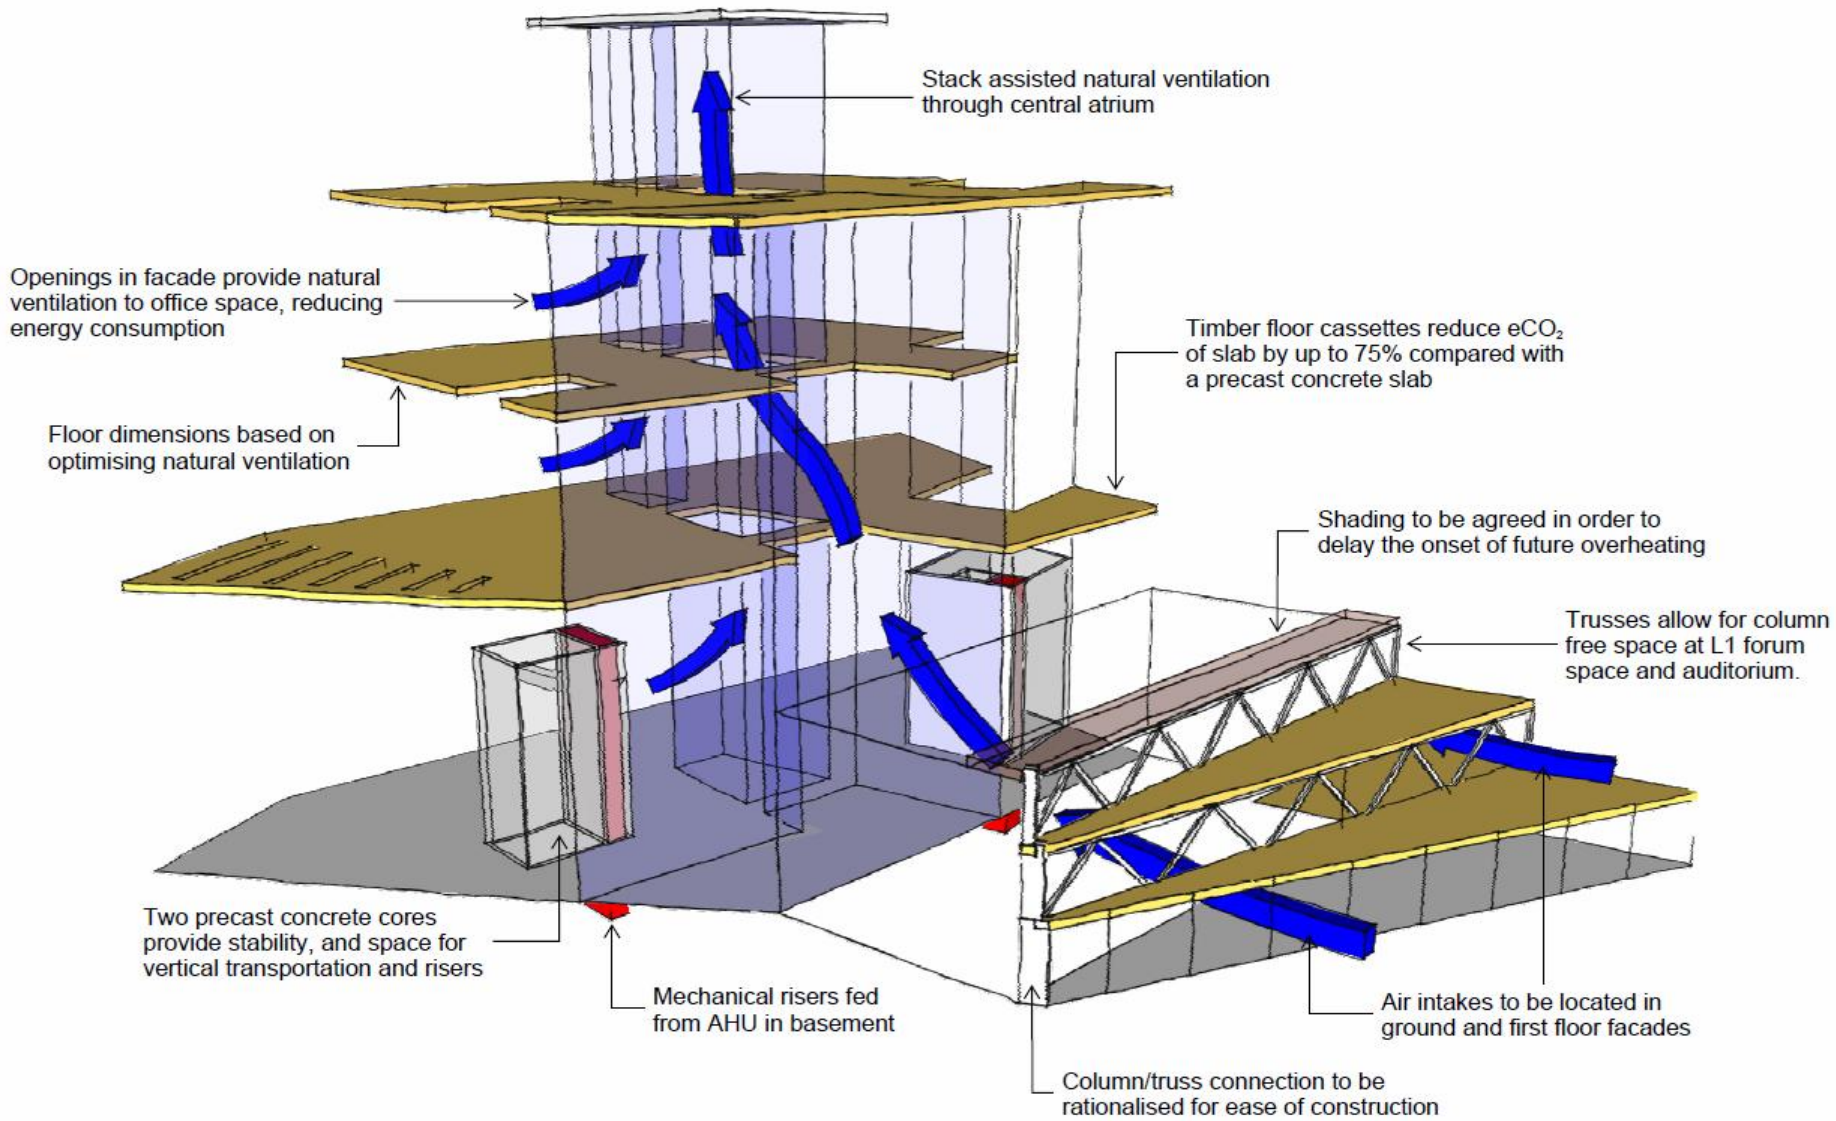 Stack assisted natural ventilation
through central atrium
Openings in facade provide natural
ventilation to office space, reducing
energy consumption
Timber floor cassettes reduce eCO₂
of slab by up to 75% compared with
a precast concrete slab
Floor dimensions based on
optimising natural ventilation
Shading to be agreed in order to
delay the onset of future overheating
Trusses allow for column
free space at L1 forum
space and auditorium.
Two precast concrete cores
provide stability, and space for
vertical transportation and risers
Mechanical risers fed
from AHU in basement
Air intakes to be located in
ground and first floor facades
Column/truss connection to be
rationalised for ease of construction